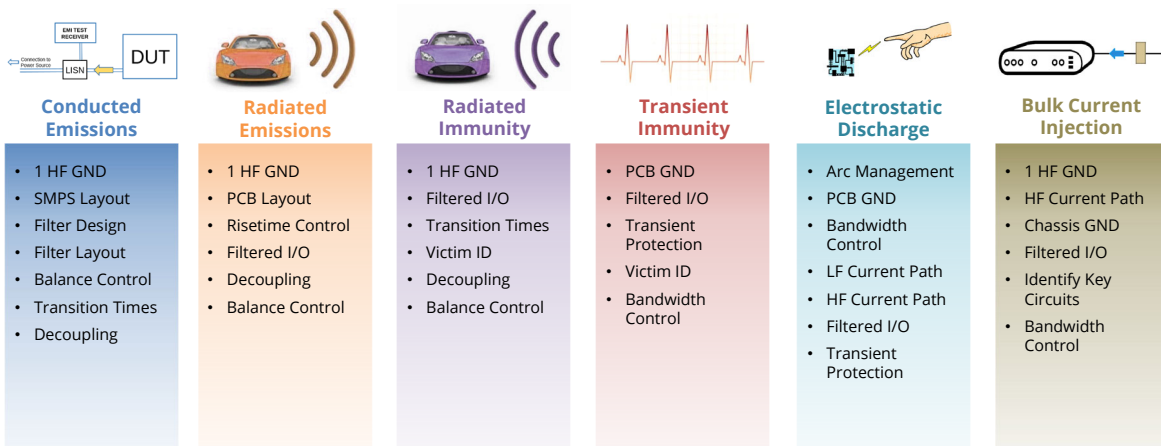 EMI TEST
RECEIVER
Connection to
Power Source
LISN
DUT
Conducted
Emissions
• 1 HF GND
• SMPS Layout
• Filter Design
• Filter Layout
• Balance Control
• Transition Times
• Decoupling
Radiated
Emissions
• 1 HF GND
• PCB Layout
• Risetime Control
• Filtered I/O
• Decoupling
• Balance Control
Radiated
Immunity
• 1 HF GND
• Filtered I/O
• Transition Times
• Victim ID
• Decoupling
• Balance Control
Transient
Immunity
• PCB GND
• Filtered I/O
• Transient
Protection
• Victim ID
• Bandwidth
Control
Electrostatic
Discharge
• Arc Management
• PCB GND
• Bandwidth
Control
• LF Current Path
• HF Current Path
• Filtered I/O
• Transient
Protection
Bulk Current
Injection
• 1 HF GND
• HF Current Path
• Chassis GND
• Filtered I/O
• Identify Key
Circuits
• Bandwidth
Control